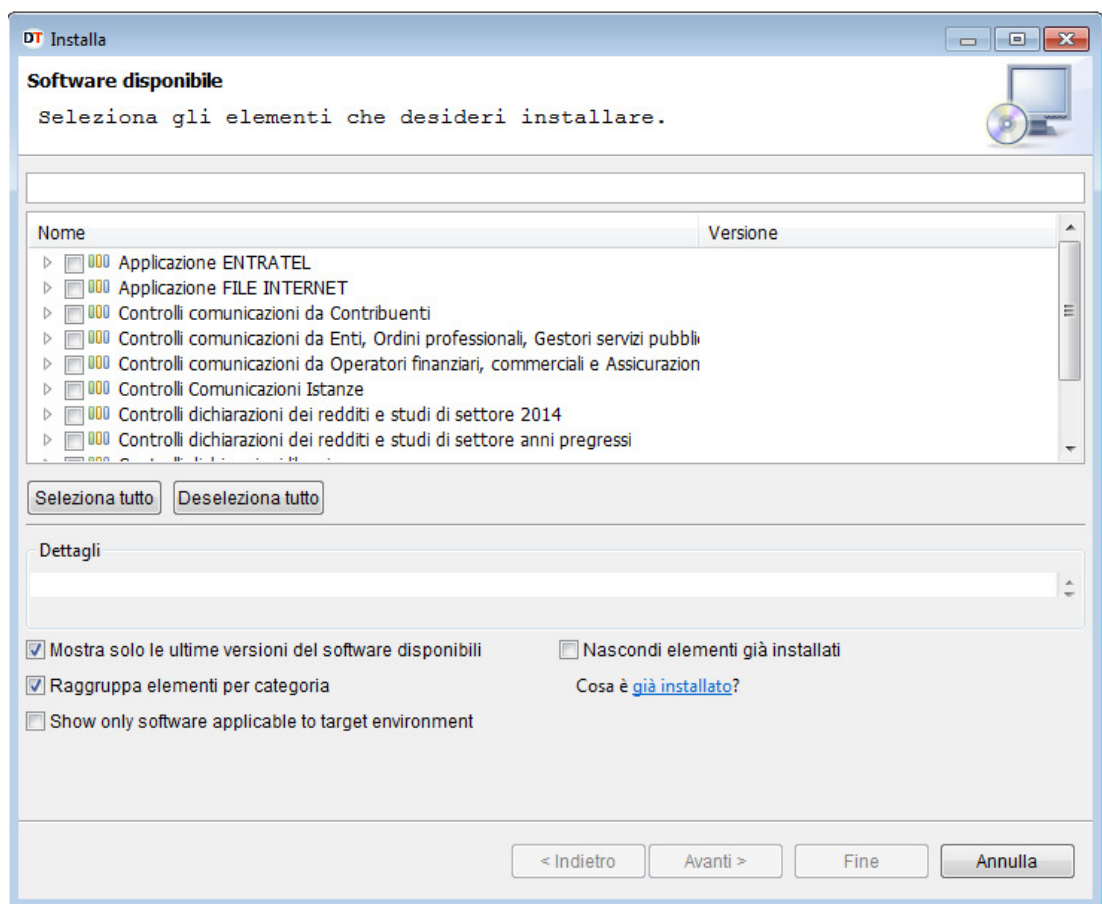 DT Installa
Software disponibile
Seleziona gli elementi che desideri installare.
Nome Versione
Applicazione ENTRATEL
Applicazione FILE INTERNET
Controlli comunicazioni da Contribuenti
Controlli comunicazioni da Enti, Ordini professionali, Gestori servizi pubbli
Controlli comunicazioni da Operatori finanziari, commerciali e Assicurazion
Controlli Comunicazioni Istanze
Controlli dichiarazioni dei redditi e studi di settore 2014
Controlli dichiarazioni dei redditi e studi di settore anni pregressi
Seleziona tutto Deseleziona tutto
Dettagli
Mostra solo le ultime versioni del software disponibili Nascondi elementi già installati
Raggruppa elementi per categoria Cosa è già installato?
Show only software applicable to target environment
< Indietro Avanti > Fine Annulla